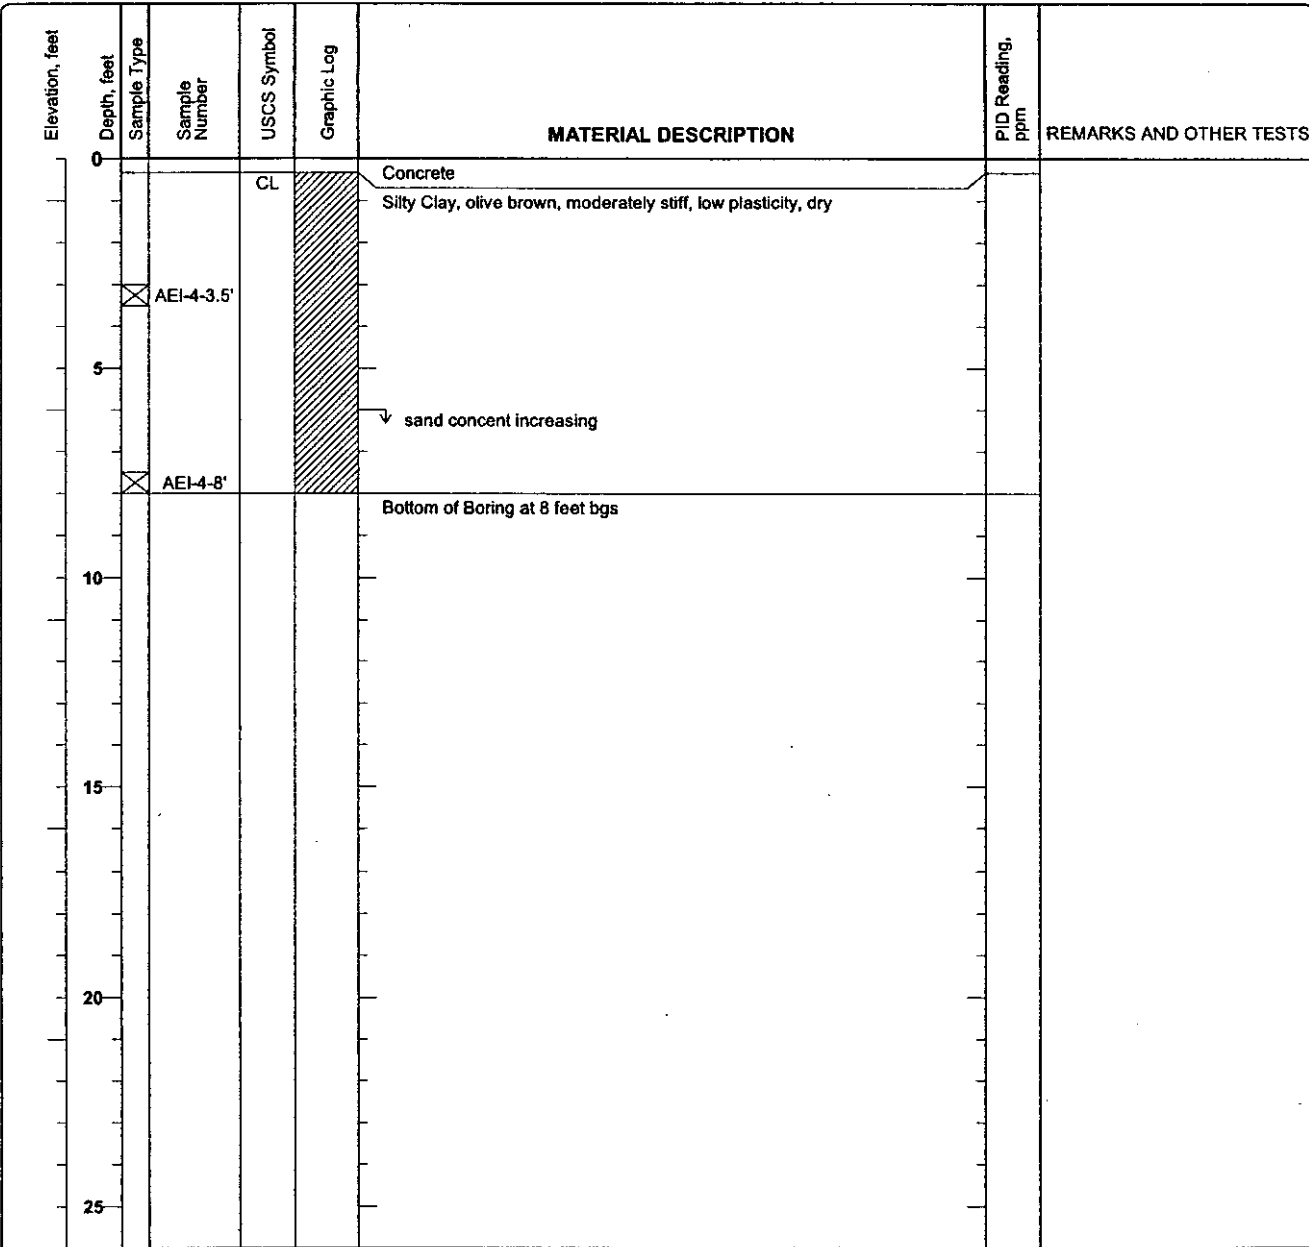 Elevation, feet
Depth, feet
Sample Type
Sample
Number
USCS Symbol
Graphic Log
MATERIAL DESCRIPTION
PID Reading,
ppm
REMARKS AND OTHER TESTS
0
Concrete
CL
Silty Clay, olive brown, moderately stiff, low plasticity, dry
AEI-4-3.5'
5
sand concent increasing
AEI-4-8'
Bottom of Boring at 8 feet bgs
10
15
20
25